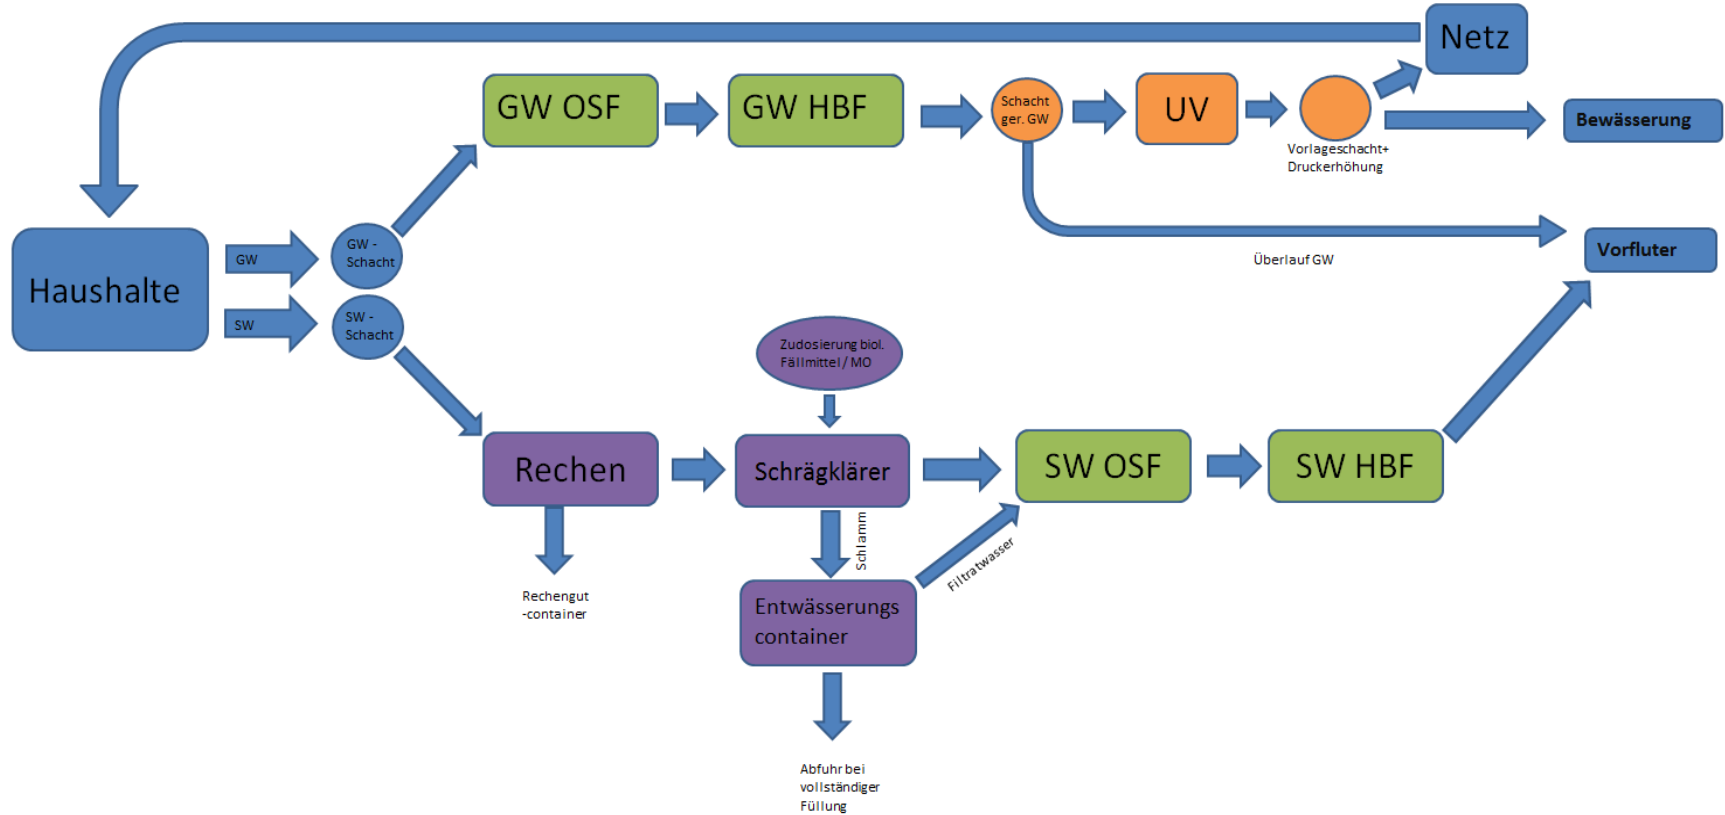 Netz
GW OSF
GW HBF
Schacht
ger. GW
UV
Bewässerung
Vorlageschacht+
Druckerhöhung
GW -
Schacht
GW
Haushalte
SW
SW -
Schacht
Überlauf GW
Vorfluter
Zudosierung biol.
Fällmittel / MO
Rechen
Schrägklärer
SW OSF
SW HBF
Schlamm
Filtratwasser
Rechengut
-container
Entwässerungs
container
Abfuhr bei
vollständiger
Füllung